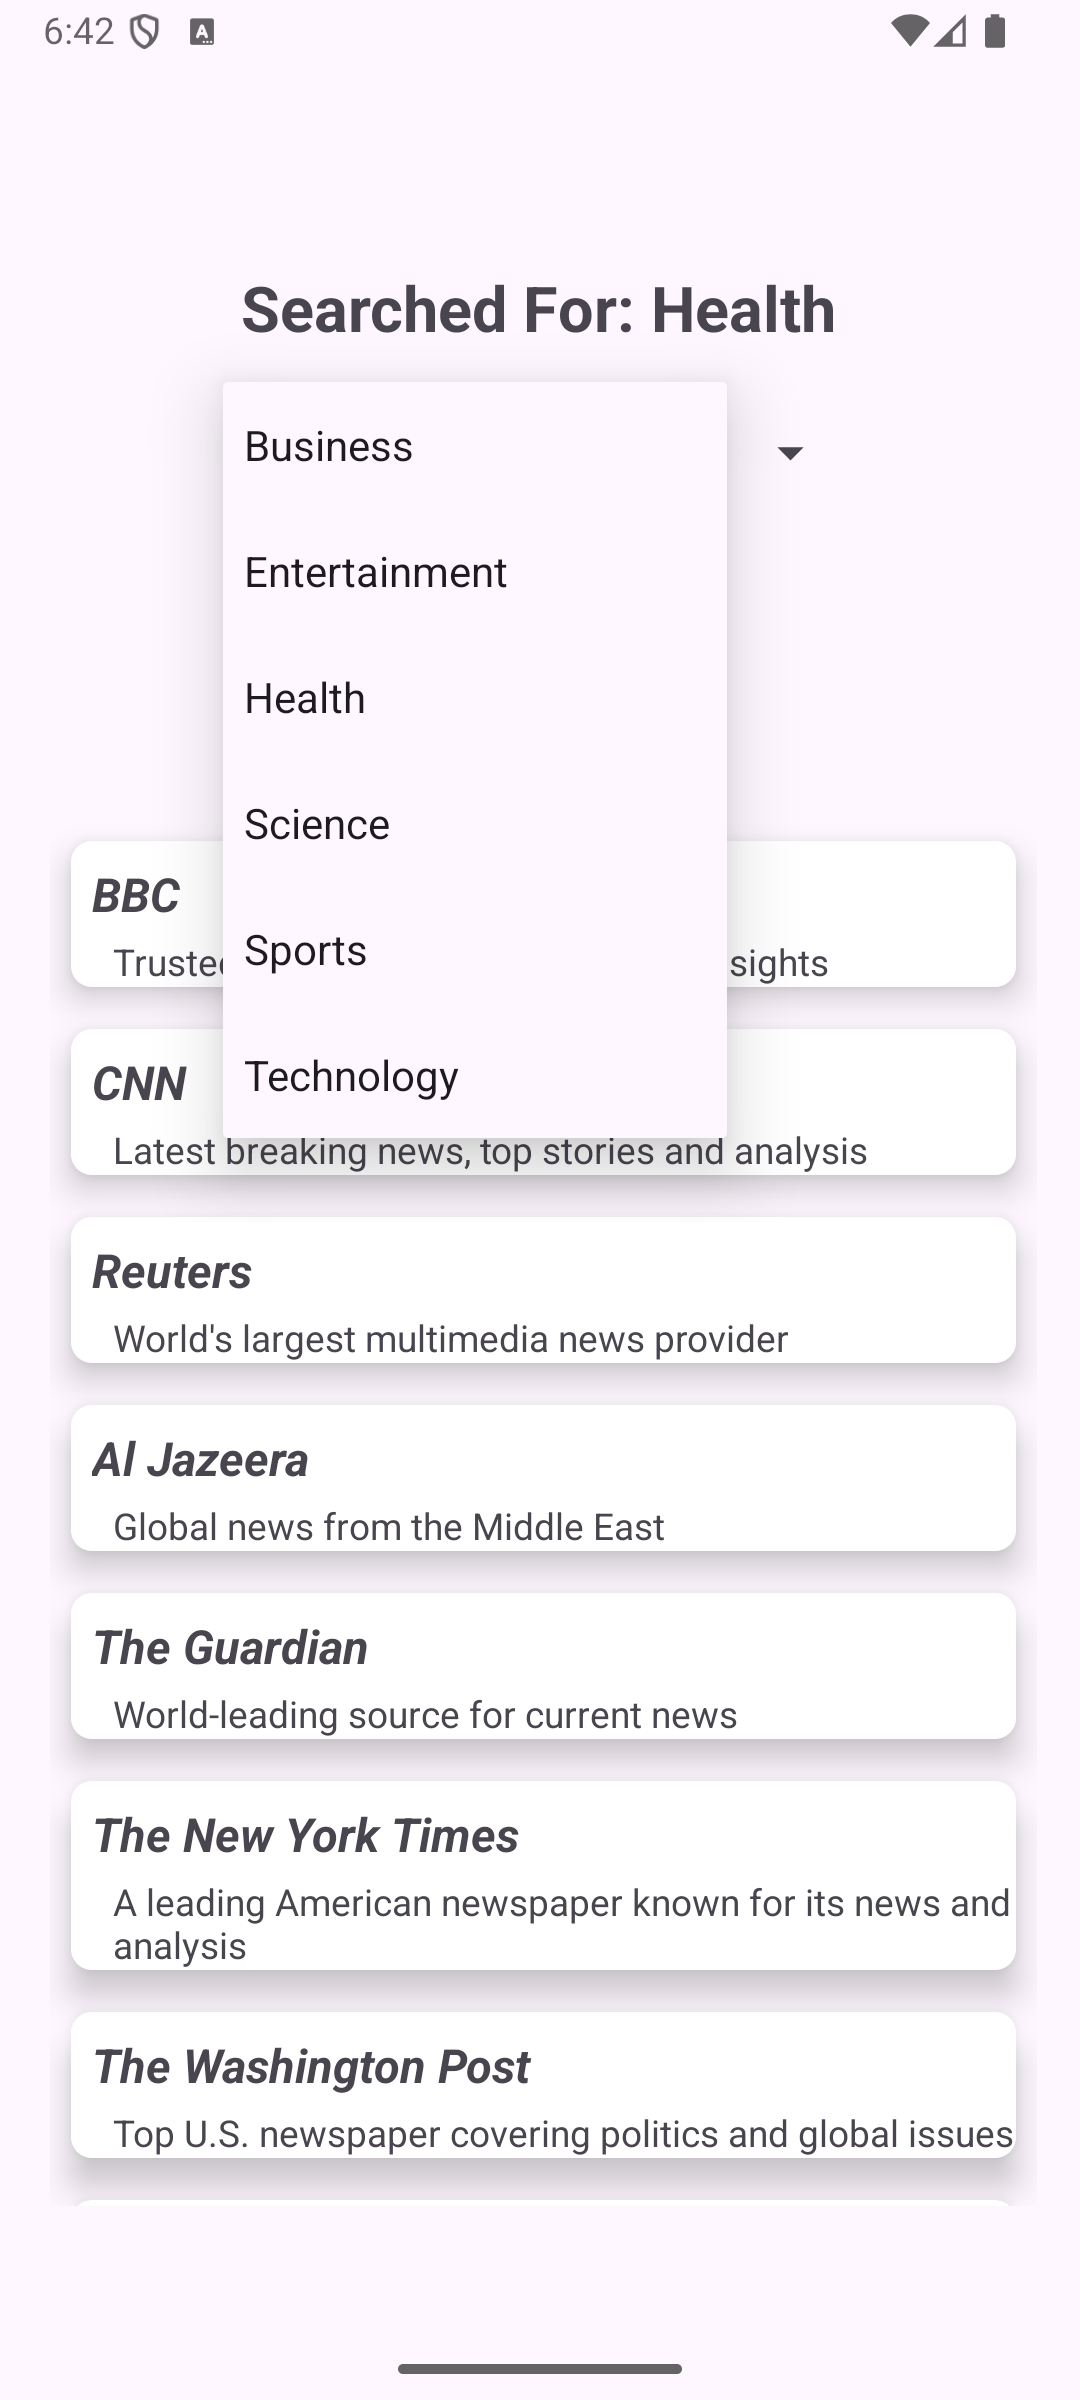 6:42
Searched For: Health
Business
Entertainment
Health
Science
Sports
Technology
BBC
sights
CNN
Latest breaking news, top stories and analysis
Reuters
World's largest multimedia news provider
Al Jazeera
Global news from the Middle East
The Guardian
World-leading source for current news
The New York Times
A leading American newspaper known for its news and
analysis
The Washington Post
Top U.S. newspaper covering politics and global issues